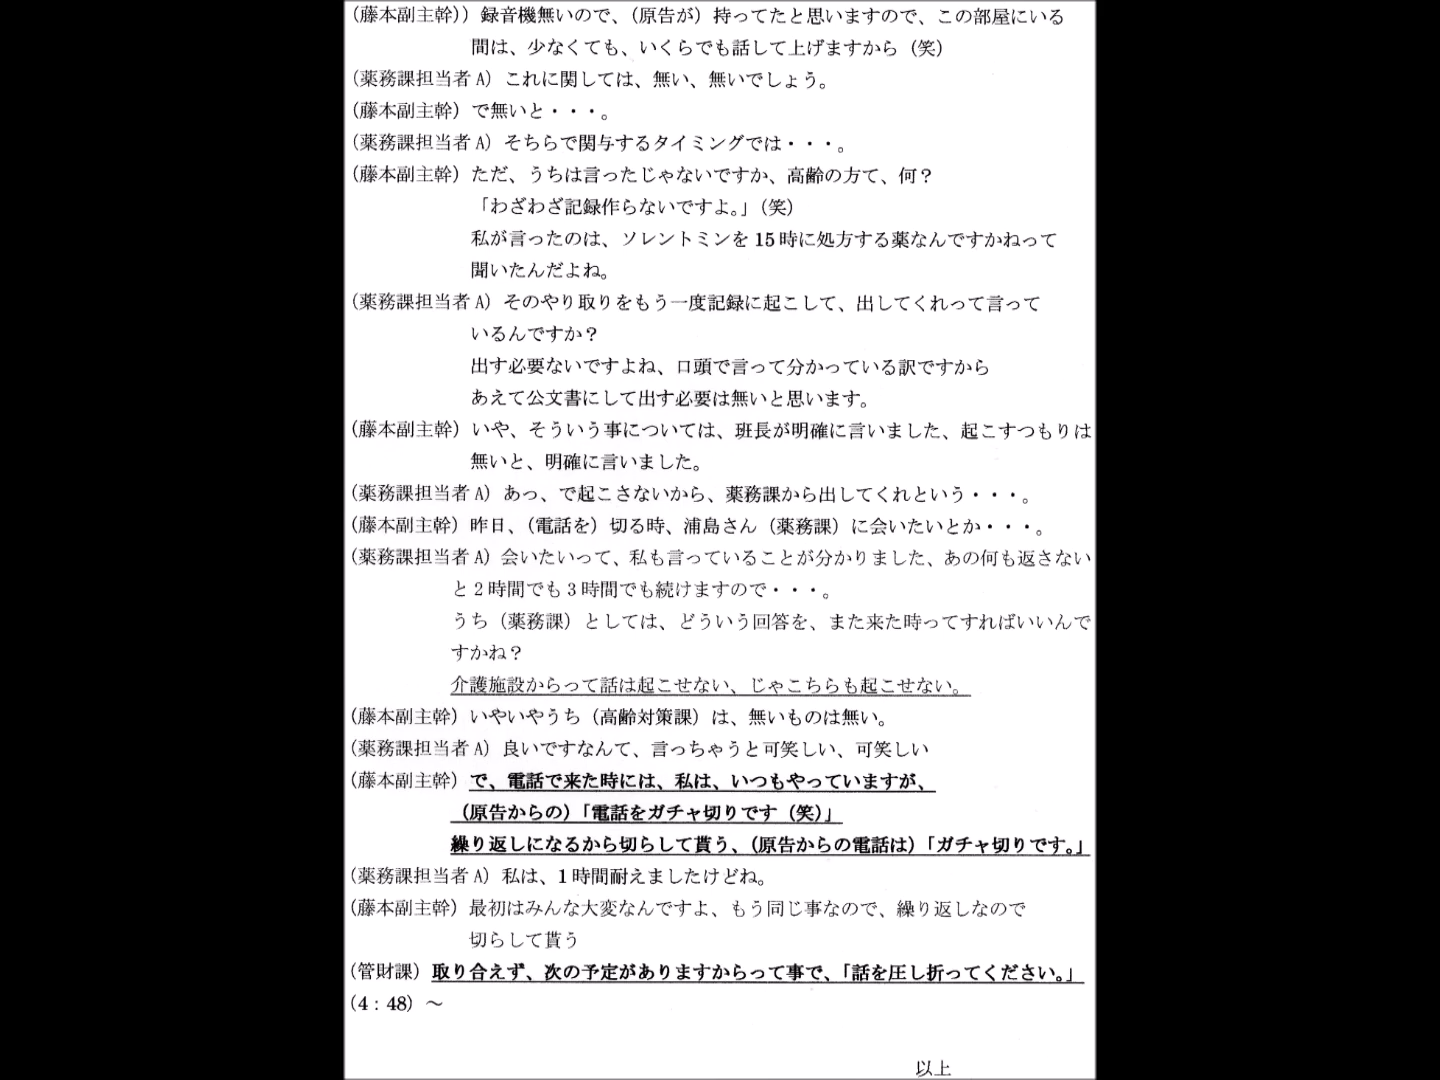 (藤本副主幹)）録音機無いので、(原告が）持ってたと思いますので、この部屋にいる
間は、少なくても、いくらでも話して上げますから（笑）
(薬務課担当者 A）これに関しては、無い、無いでしょう。
(藤本副主幹）で無いと・・・。
(薬務課担当者 A）そちらで関与するタイミングでは・・・。
(藤本副主幹）ただ、うちは言ったじゃないですか、高齢の方て、何？
「わざわざ記録作らないですよ。」（笑）
私が言ったのは、ソレントミンを 15 時に処方する薬なんですかねって
聞いたんだよね。
(薬務課担当者 A）そのやり取りをもう一度記録に起こして、出してくれって言って
いるんですか？
出す必要ないですよね、口頭で言って分かっている訳ですから
あえて公文書にして出す必要は無いと思います。
(藤本副主幹）いや、そういう事については、班長が明確に言いました、起こすつもりは
無いと、明確に言いました。
(薬務課担当者 A）あっ、で起こさないから、薬務課から出してくれという・・・。
(藤本副主幹）昨日、（電話を）切る時、浦島さん（薬務課）に会いたいとか・・・。
(薬務課担当者 A）会いたいって、私も言っていることが分かりました、あの何も返さない
と 2 時間でも 3 時間でも続けますので・・・。
うち（薬務課）としては、どういう回答を、また来た時ってすればいいんで
すかね？
介護施設からって話は起こせない、じゃこちらも起こせない。
(藤本副主幹）いやいやうち（高齢対策課）は、無いものは無い。
(薬務課担当者 A）良いですなんて、言っちゃうと可笑しい、可笑しい
(藤本副主幹）で、電話で来た時には、私は、いつもやっていますが、
（原告からの）「電話をガチャ切りです（笑）」
繰り返しになるから切らして貰う、（原告からの電話は）「ガチャ切りです。」
(薬務課担当者 A）私は、1 時間耐えましたけどね。
(藤本副主幹）最初はみんな大変なんですよ、もう同じ事なので、繰り返しなので
切らして貰う
(管財課）取り合えず、次の予定がありますからって事で、「話を圧し折ってください。」
(4：48）～
以上